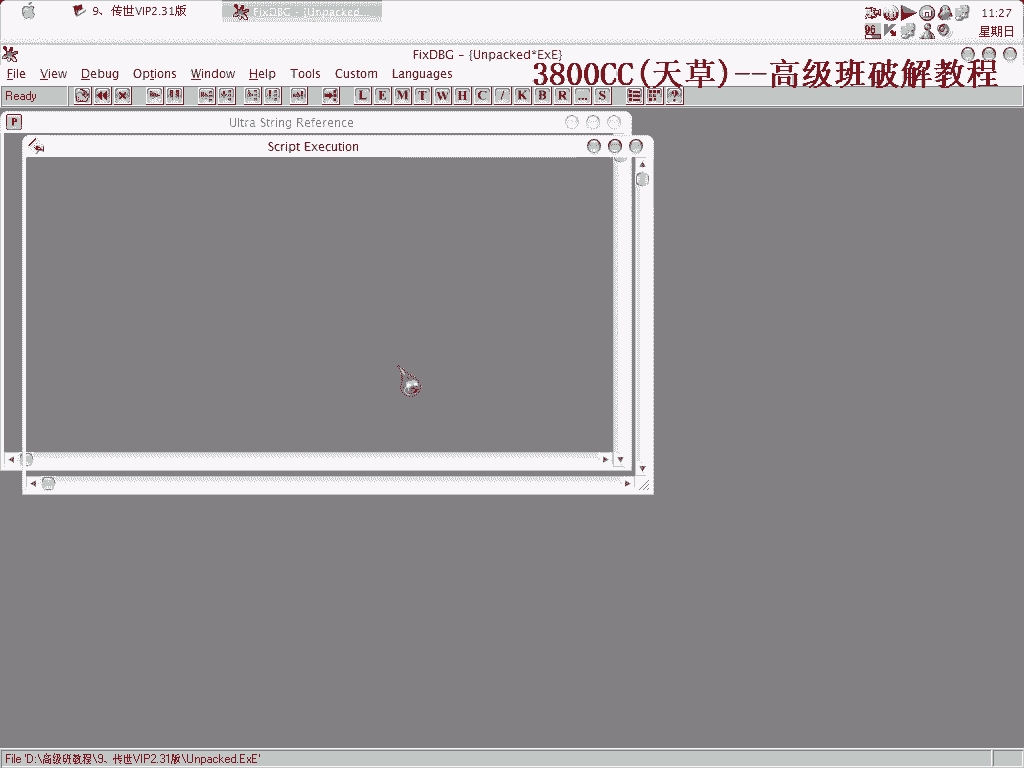 9、传世VIP2.31版
FixDBG - [Unpacked...
11:27
星期日
FixDBG - {Unpacked*ExE}
File View Debug Options Window Help Tools Custom Languages
3800CC(天草)--高级班破解教程
Ready
L E M T W H C / K B R ... S
?
P
Ultra String Reference
Script Execution
File 'D:\高级班教程\9、传世VIP2.31版\Unpacked.ExE'